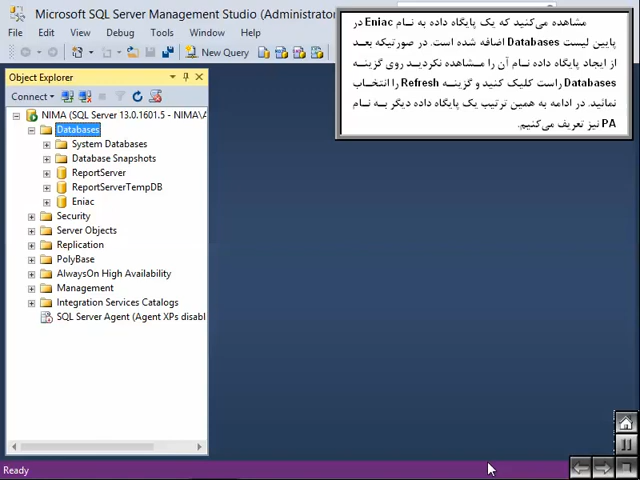 Microsoft SQL Server Management Studio (Administrator
File Edit View Debug Tools Window Help
New Query
Object Explorer
Connect
NIMA (SQL Server 13.0.1601.5 - NIMA\A
Databases
System Databases
Database Snapshots
ReportServer
ReportServerTempDB
Eniac
Security
Server Objects
Replication
PolyBase
AlwaysOn High Availability
Management
Integration Services Catalogs
SQL Server Agent (Agent XPs disabl
Ready
مشاهده می‌کنید که یک پایگاه داده به نام Eniac در
پایین لیست Databases اضافه شده است. در صورتیکه بعد
از ایجاد پایگاه داده نام آن را مشاهده نکردید روی گزینه
Databases راست کلیک کنید و گزینه Refresh را انتخاب
نمائید. در ادامه به همین ترتیب یک پایگاه داده دیگر به نام
PA نیز تعریف می‌کنیم.